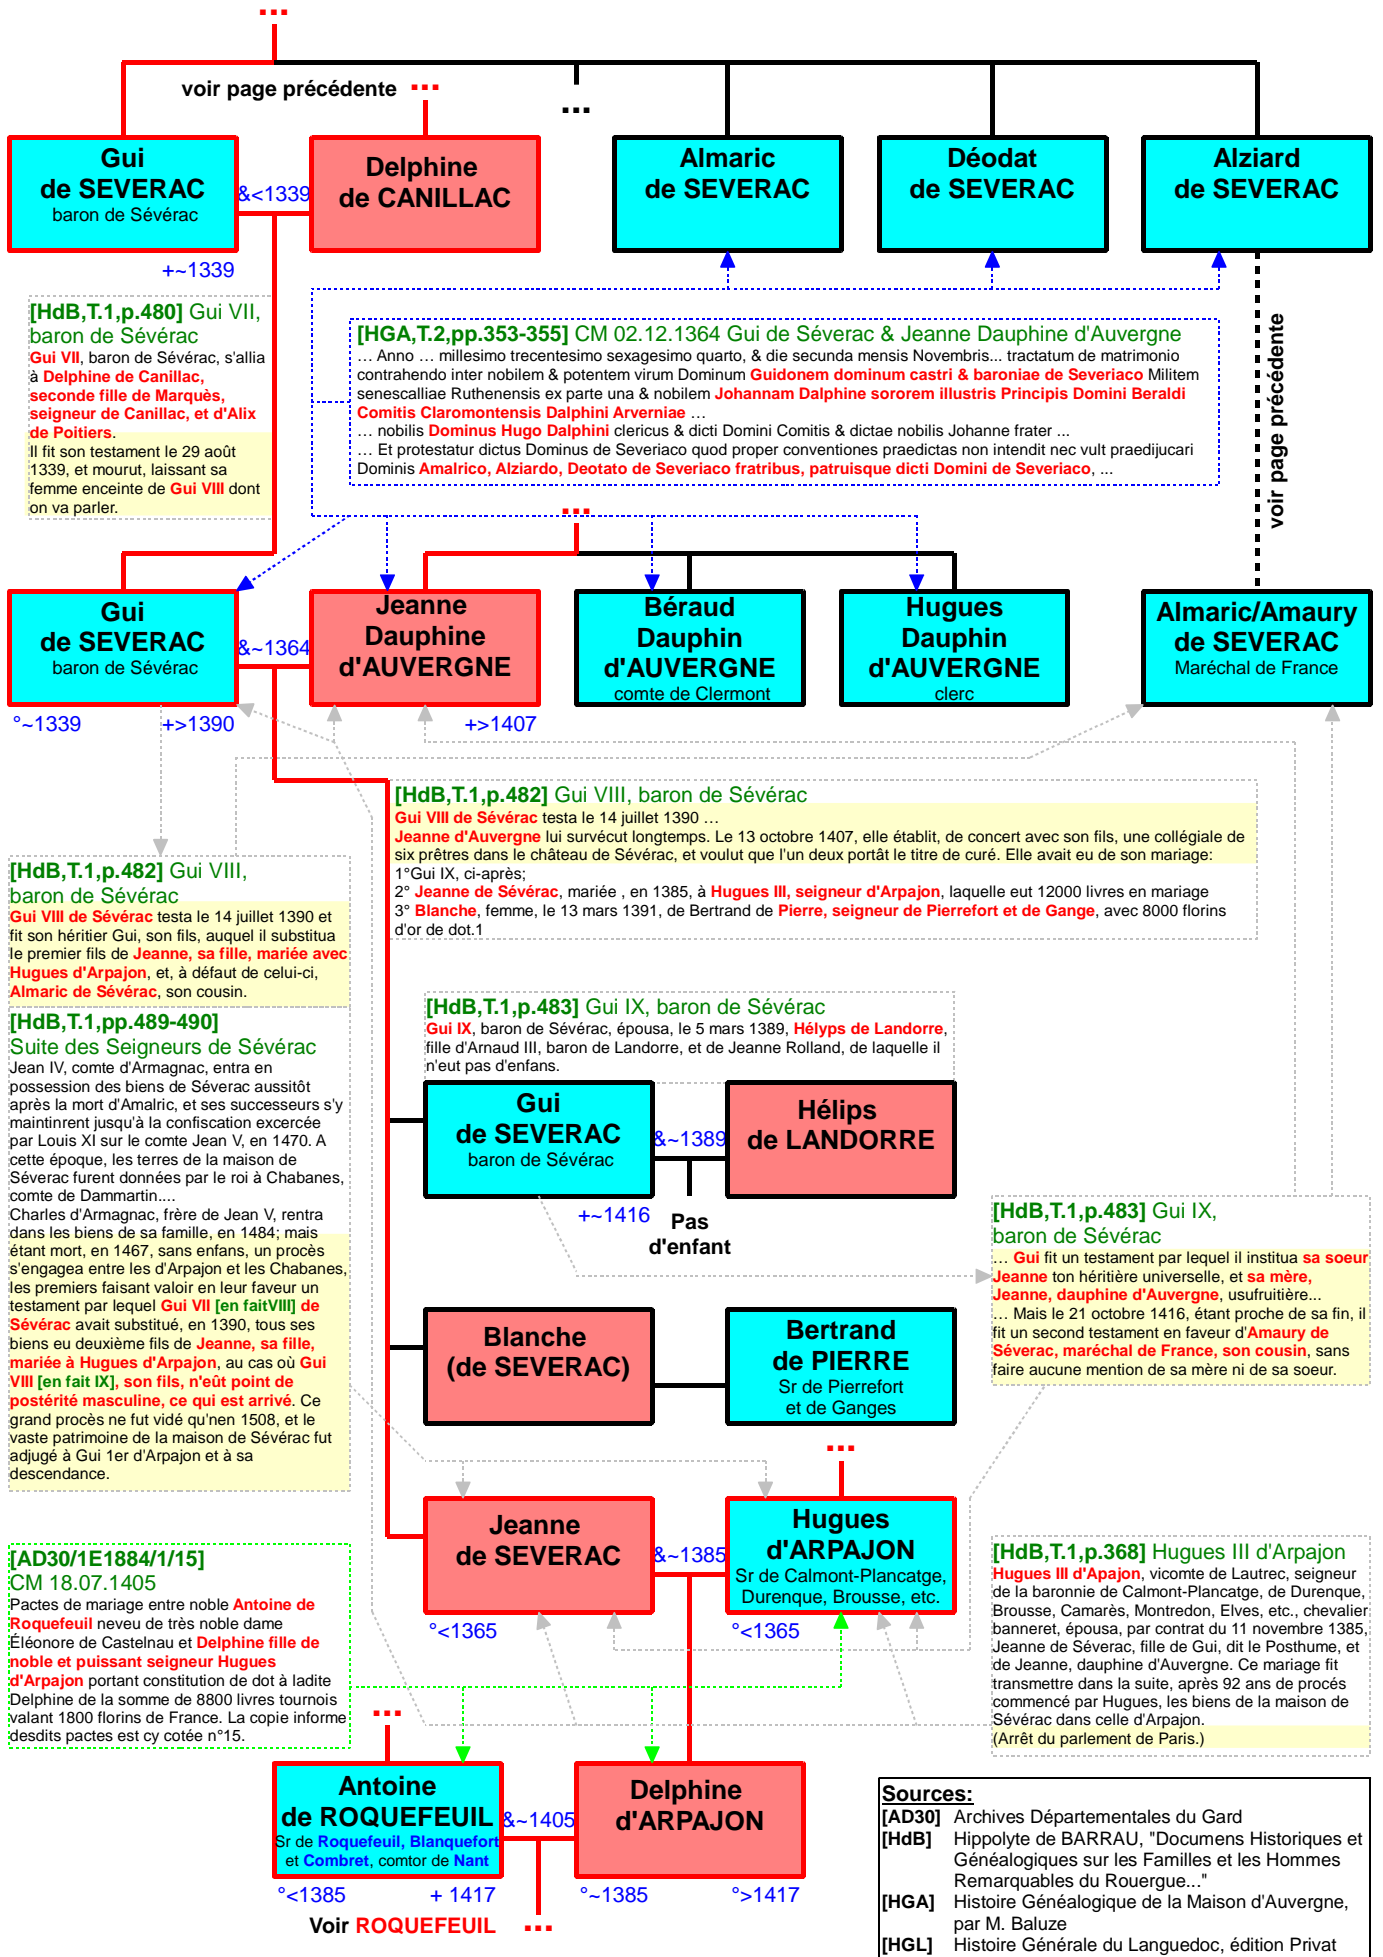 ...
voir page précédente ...
...
Gui
de SEVERAC
baron de Sévérac
&<1339
Delphine
de CANILLAC
Almaric
de SEVERAC
Déodat
de SEVERAC
Alziard
de SEVERAC
+~1339
[HdB,T.1,p.480] Gui VII,
baron de Sévérac
Gui VII, baron de Sévérac, s'allia
à Delphine de Canillac,
seconde fille de Marquès,
seigneur de Canillac, et d'Alix
de Poitiers.
Il fit son testament le 29 août
1339, et mourut, laissant sa
femme enceinte de Gui VIII dont
on va parler.
[HGA,T.2,pp.353-355] CM 02.12.1364 Gui de Séverac & Jeanne Dauphine d'Auvergne
... Anno ... millesimo trecentesimo sexagesimo quarto, & die secunda mensis Novembris... tractatum de matrimonio
contrahendo inter nobilem & potentem virum Dominum Guidonem dominum castri & baroniae de Severiaco Militem
senescalliae Ruthenensis ex parte una & nobilem Johannam Dalphine sororem illustris Principis Domini Beraldi
Comitis Claromontensis Dalphini Arverniae ...
... nobilis Dominus Hugo Dalphini clericus & dicti Domini Comitis & dictae nobilis Johanne frater ...
... Et protestatur dictus Dominus de Severiaco quod proper conventiones praedictas non intendit nec vult praedijucari
Dominis Amalrico, Alziardo, Deotato de Severiaco fratribus, patruisque dicti Domini de Severiaco, ...
voir page précédente
...
Gui
de SEVERAC
baron de Sévérac
&~1364
Jeanne
Dauphine
d'AUVERGNE
Béraud
Dauphin
d'AUVERGNE
comte de Clermont
Hugues
Dauphin
d'AUVERGNE
clerc
Almaric/Amaury
de SEVERAC
Maréchal de France
°~1339
+>1390
+>1407
[HdB,T.1,p.482] Gui VIII, baron de Sévérac
Gui VIII de Sévérac testa le 14 juillet 1390 ...
Jeanne d'Auvergne lui survécut longtemps. Le 13 octobre 1407, elle établit, de concert avec son fils, une collégiale de
six prêtres dans le château de Sévérac, et voulut que l'un deux portât le titre de curé. Elle avait eu de son mariage:
1°Gui IX, ci-après;
2° Jeanne de Sévérac, mariée , en 1385, à Hugues III, seigneur d'Arpajon, laquelle eut 12000 livres en mariage
3° Blanche, femme, le 13 mars 1391, de Bertrand de Pierre, seigneur de Pierrefort et de Gange, avec 8000 florins
d'or de dot.1
[HdB,T.1,p.482] Gui VIII,
baron de Sévérac
Gui VIII de Sévérac testa le 14 juillet 1390 et
fit son héritier Gui, son fils, auquel il substitua
le premier fils de Jeanne, sa fille, mariée avec
Hugues d'Arpajon, et, à défaut de celui-ci,
Almaric de Sévérac, son cousin.
[HdB,T.1,pp.489-490]
Suite des Seigneurs de Sévérac
Jean IV, comte d'Armagnac, entra en
possession des biens de Séverac aussitôt
après la mort d'Amalric, et ses successeurs s'y
maintinrent jusqu'à la confiscation excercée
par Louis XI sur le comte Jean V, en 1470. A
cette époque, les terres de la maison de
Séverac furent données par le roi à Chabanes,
comte de Dammartin....
Charles d'Armagnac, frère de Jean V, rentra
dans les biens de sa famille, en 1484; mais
étant mort, en 1467, sans enfans, un procès
s'engagea entre les d'Arpajon et les Chabanes,
les premiers faisant valoir en leur faveur un
testament par lequel Gui VII [en faitVIII] de
Sévérac avait substitué, en 1390, tous ses
biens eu deuxième fils de Jeanne, sa fille,
mariée à Hugues d'Arpajon, au cas où Gui
VIII [en fait IX], son fils, n'eût point de
postérité masculine, ce qui est arrivé. Ce
grand procès ne fut vidé qu'nen 1508, et le
vaste patrimoine de la maison de Sévérac fut
adjugé à Gui 1er d'Arpajon et à sa
descendance.
[HdB,T.1,p.483] Gui IX, baron de Sévérac
Gui IX, baron de Sévérac, épousa, le 5 mars 1389, Hélyps de Landorre,
fille d'Arnaud III, baron de Landorre, et de Jeanne Rolland, de laquelle il
n'eut pas d'enfans.
Gui
de SEVERAC
baron de Sévérac
&~1389
Hélips
de LANDORRE
+~1416
Pas
d'enfant
[HdB,T.1,p.483] Gui IX,
baron de Sévérac
... Gui fit un testament par lequel il institua sa soeur
Jeanne ton héritière universelle, et sa mère,
Jeanne, dauphine d'Auvergne, usufruitière...
... Mais le 21 octobre 1416, étant proche de sa fin, il
fit un second testament en faveur d'Amaury de
Séverac, maréchal de France, son cousin, sans
faire aucune mention de sa mère ni de sa soeur.
Blanche
(de SEVERAC)
Bertrand
de PIERRE
Sr de Pierrefort
et de Ganges
...
Jeanne
de SEVERAC
&~1385
Hugues
d'ARPAJON
Sr de Calmont-Plancatge,
Durenque, Brousse, etc.
°<1365
°<1365
[AD30/1E1884/1/15]
CM 18.07.1405
Pactes de mariage entre noble Antoine de
Roquefeuil neveu de très noble dame
Éléonore de Castelnau et Delphine fille de
noble et puissant seigneur Hugues
d'Arpajon portant constitution de dot à ladite
Delphine de la somme de 8800 livres tournois
valant 1800 florins de France. La copie informe
desdits pactes est cy cotée n°15.
[HdB,T.1,p.368] Hugues III d'Arpajon
Hugues III d'Apajon, vicomte de Lautrec, seigneur
de la baronnie de Calmont-Plancatge, de Durenque,
Brousse, Camarès, Montredon, Elves, etc., chevalier
banneret, épousa, par contrat du 11 novembre 1385,
Jeanne de Séverac, fille de Gui, dit le Posthume, et
de Jeanne, dauphine d'Auvergne. Ce mariage fit
transmettre dans la suite, après 92 ans de procés
commencé par Hugues, les biens de la maison de
Sévérac dans celle d'Arpajon.
(Arrêt du parlement de Paris.)
...
Antoine
de ROQUEFEUIL
Sr de Roquefeuil, Blanquefort
et Combret, comtor de Nant
&~1405
Delphine
d'ARPAJON
°<1385
+ 1417
°~1385
°>1417
Voir ROQUEFEUIL ...
Sources:
[AD30] Archives Départementales du Gard
[HdB] Hippolyte de BARRAU, "Documens Historiques et
Généalogiques sur les Familles et les Hommes
Remarquables du Rouergue..."
[HGA] Histoire Généalogique de la Maison d'Auvergne,
par M. Baluze
[HGL] Histoire Générale du Languedoc, édition Privat